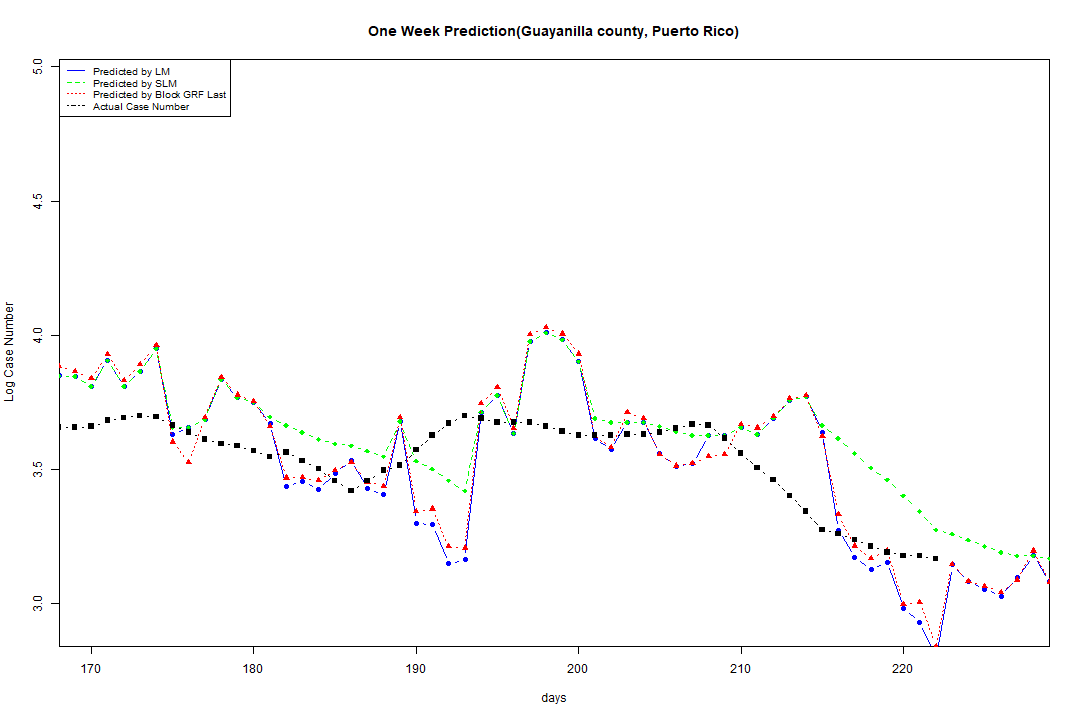 One Week Prediction(Guayanilla county, Puerto Rico)
Predicted by LM
Predicted by SLM
Predicted by Block GRF Last
Actual Case Number
Log Case Number
5.0
4.5
4.0
3.5
3.0
170 180 190 200 210 220
days